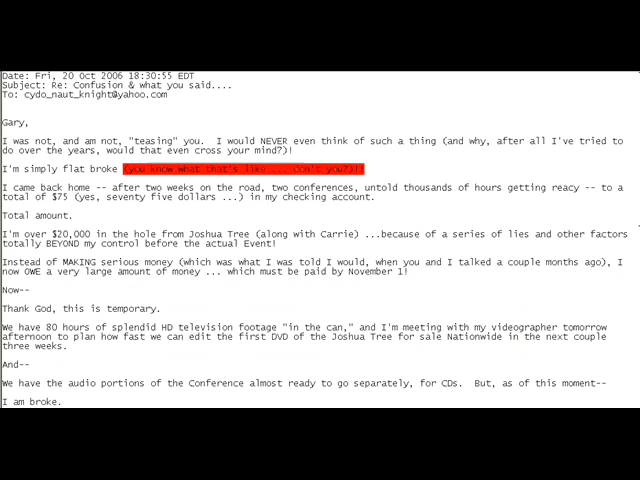 Date: Fri, 20 Oct 2006 18:30:55 EDT
Subject: Re: Confusion & what you said....
To: cydo_naut_knight@yahoo.com
Gary,
I was not, and am not, "teasing" you.  I would NEVER even think of such a thing (and why, after all I've tried to
do over the years, would that even cross your mind?)!
I'm simply flat broke (you know what that's like ... don't you?)!!
I came back home -- after two weeks on the road, two conferences, untold thousands of hours getting reacy -- to a
total of $75 (yes, seventy five dollars ...) in my checking account.
Total amount.
I'm over $20,000 in the hole from Joshua Tree (along with Carrie) ...because of a series of lies and other factors
totally BEYOND my control before the actual Event!
Instead of MAKING serious money (which was what I was told I would, when you and I talked a couple months ago), I
now OWE a very large amount of money ... which must be paid by November 1!
Now--
Thank God, this is temporary.
We have 80 hours of splendid HD television footage "in the can," and I'm meeting with my videographer tomorrow
afternoon to plan how fast we can edit the first DVD of the Joshua Tree for sale Nationwide in the next couple
three weeks.
And--
We have the audio portions of the Conference almost ready to go separately, for CDs.  But, as of this moment--
I am broke.